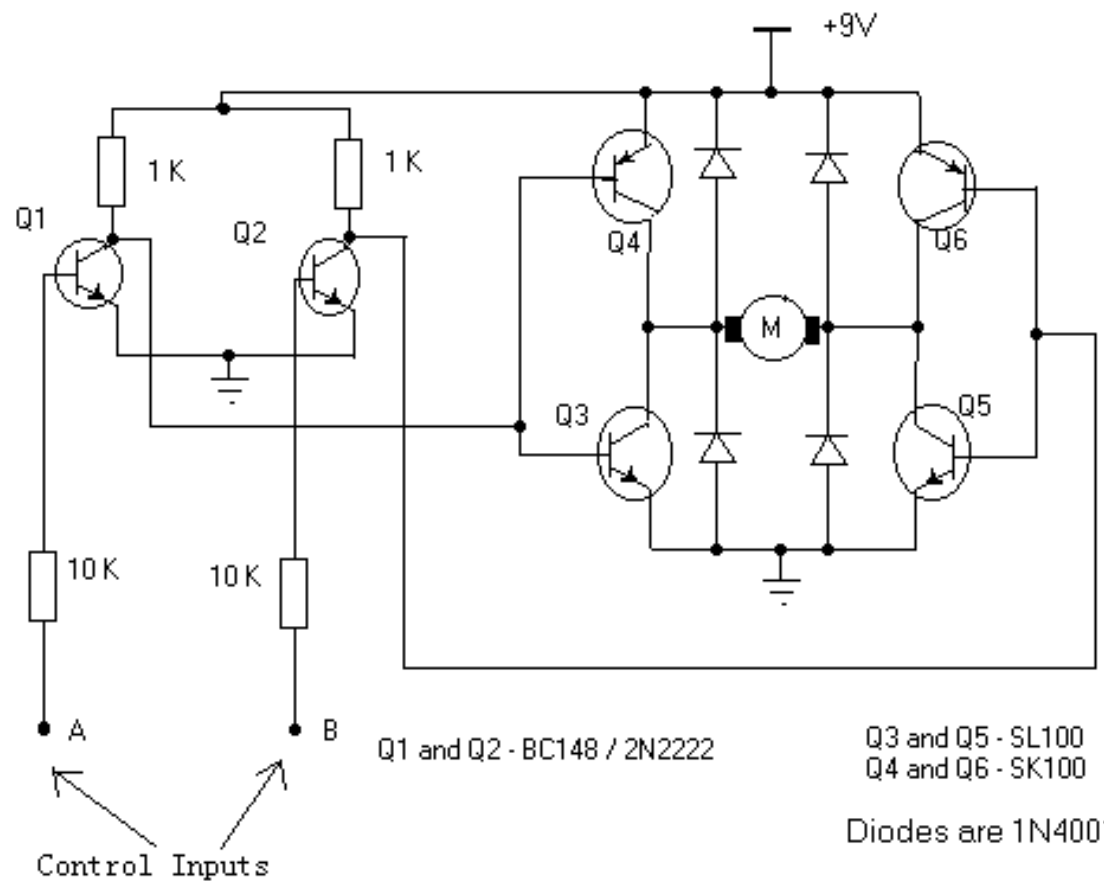 +9V
1 K
1 K
Q1
Q2
Q4
Q6
M
Q3
Q5
10 K
10 K
A
B
Q1 and Q2 - BC148 / 2N2222
Q3 and Q5 - SL100
Q4 and Q6 - SK100
Diodes are 1N400
Control Inputs